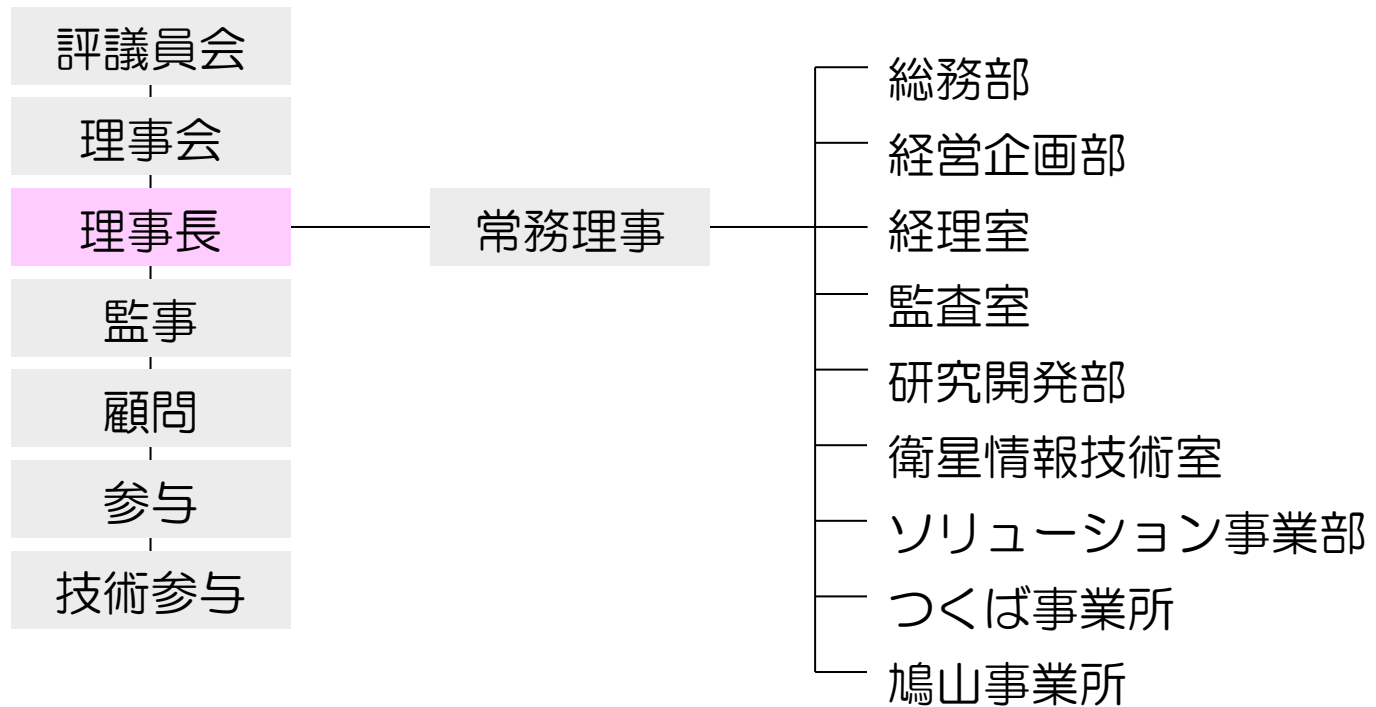 評議員会
理事会
理事長
監事
顧問
参与
技術参与
常務理事
総務部
経営企画部
経理室
監査室
研究開発部
衛星情報技術室
ソリューション事業部
つくば事業所
鳩山事業所